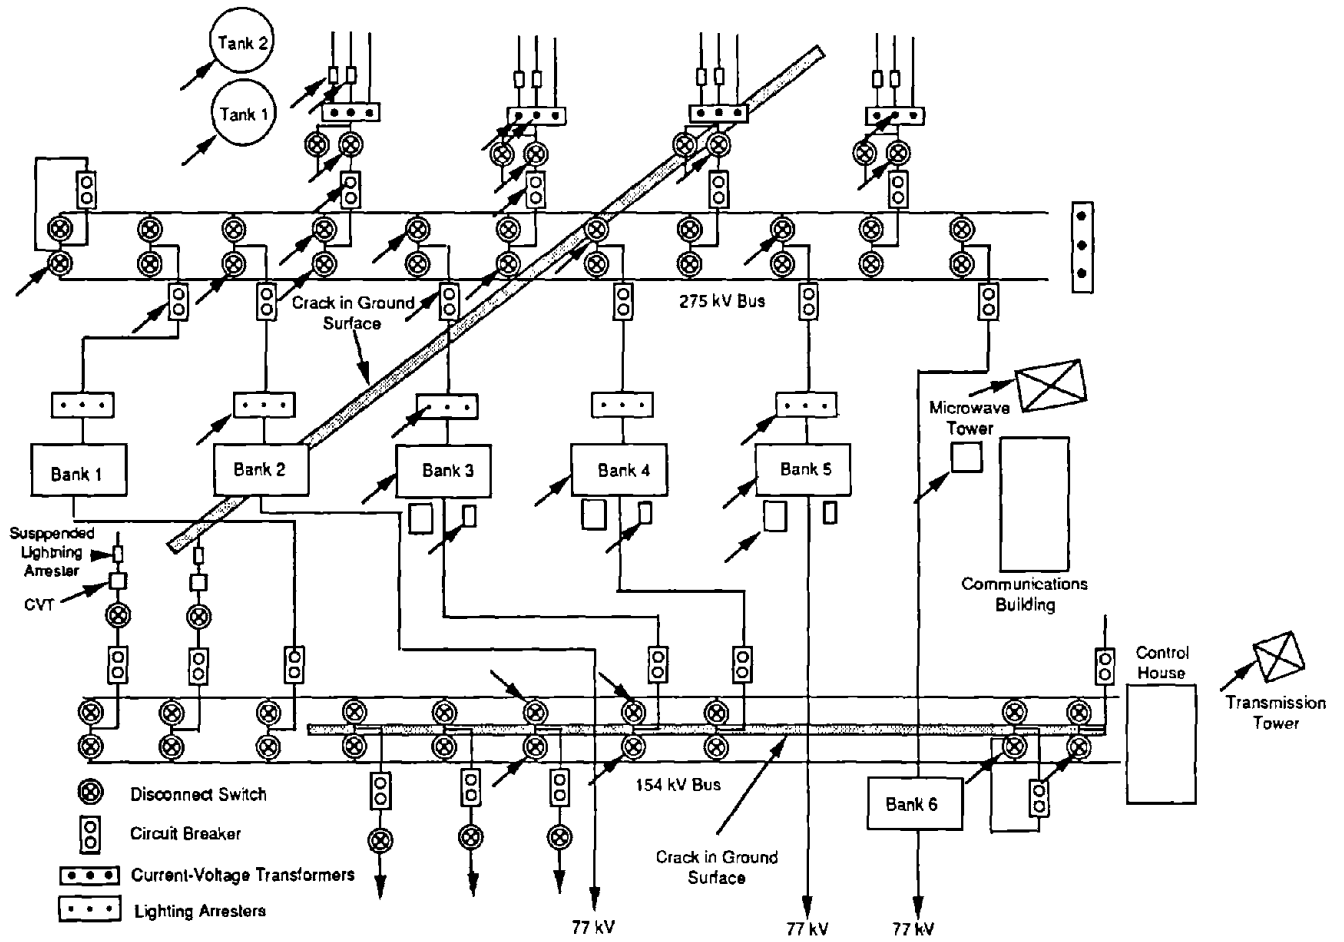 Tank 2
Tank 1
Crack in Ground
Surface
275 kV Bus
Microwave
Tower
Bank 1
Bank 2
Bank 3
Bank 4
Bank 5
Susppended
Lightning
Arrester
CVT
Communications
Building
Control
House
Transmission
Tower
154 kV Bus
Bank 6
Disconnect Switch
Circuit Breaker
Current-Voltage Transformers
Lighting Arresters
Crack in Ground
Surface
77 kV
77 kV
77 kV